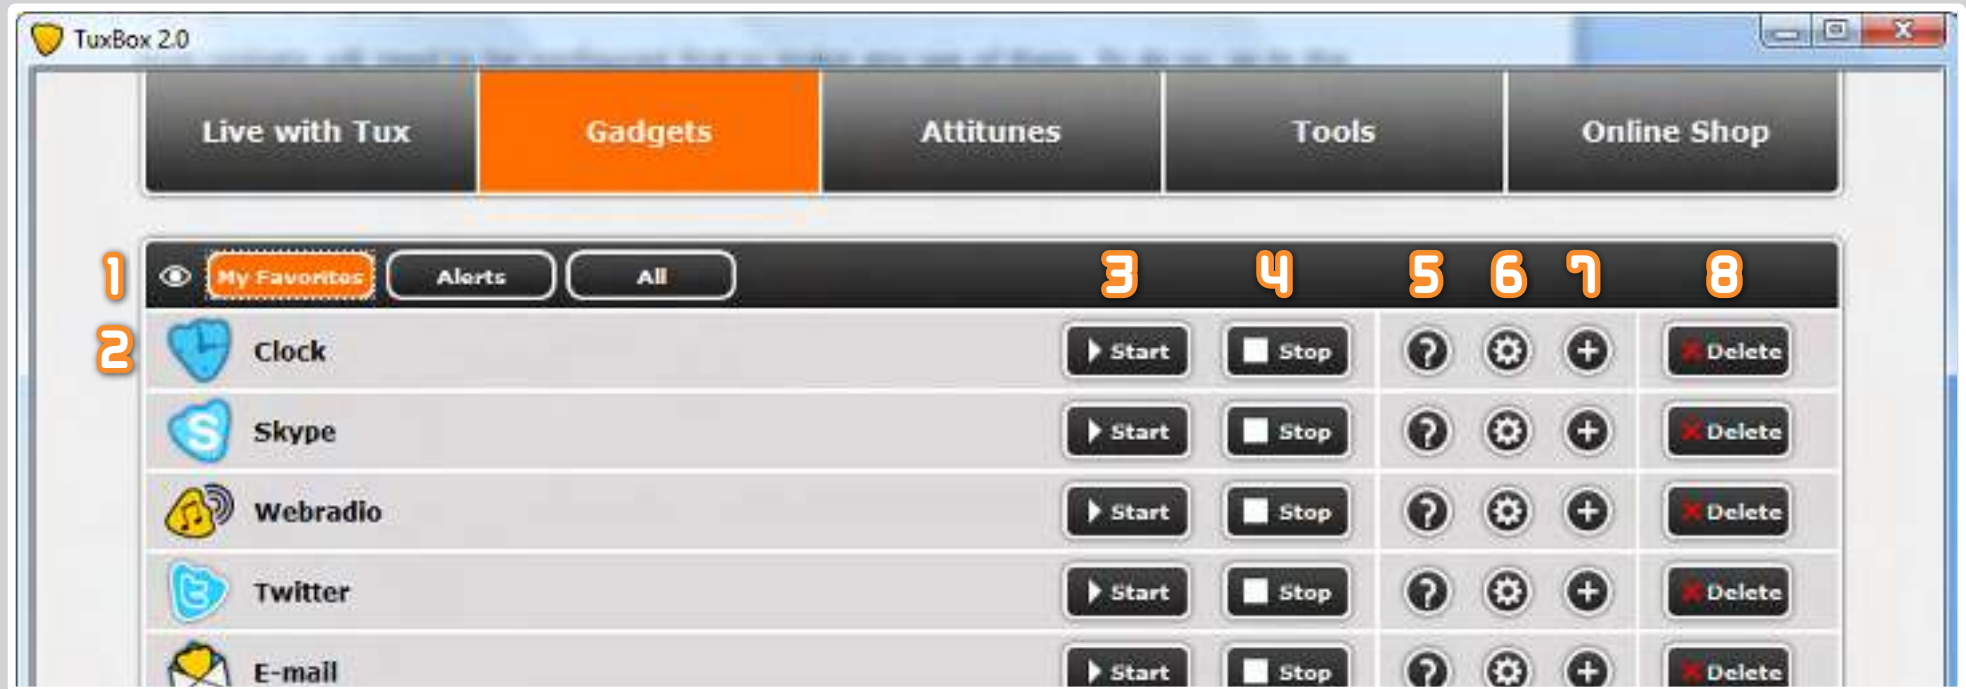 TuxBox 2.0
Live with Tux Gadgets Attitunes Tools Online Shop
1 My Favorites Alerts All 3 4 5 6 7 8
2 Clock Start Stop ? + Delete
Skype Start Stop ? + Delete
Webradio Start Stop ? + Delete
Twitter Start Stop ? + Delete
E-mail Start Stop ? + Delete